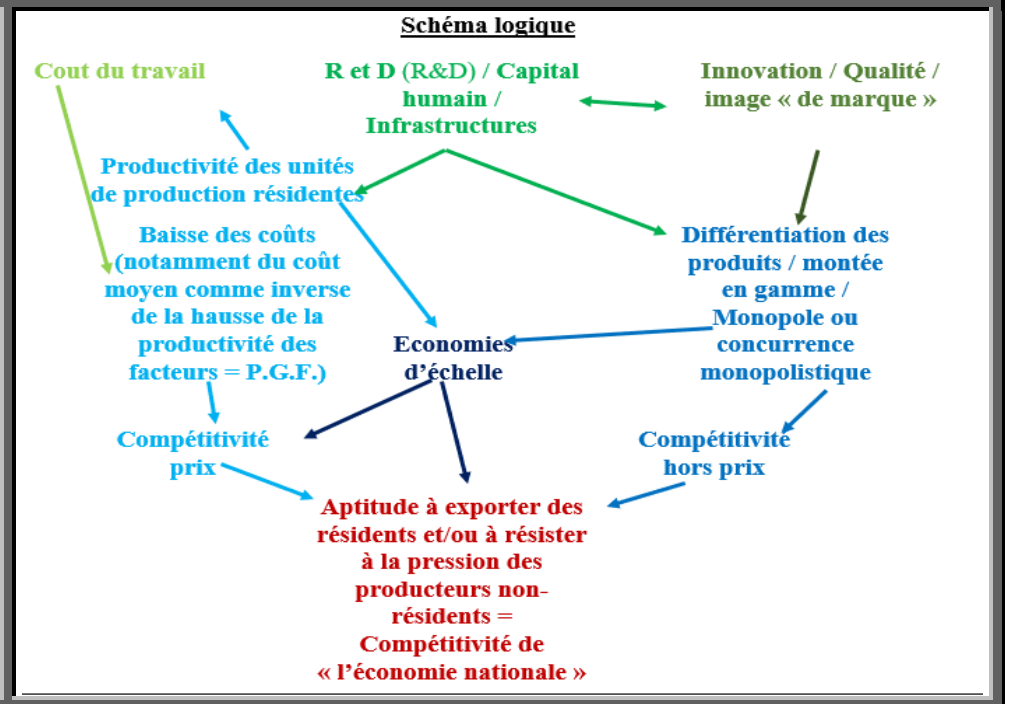 Schéma logique
Cout du travail
R et D (R&D) / Capital
humain /
Infrastructures
Innovation / Qualité /
image « de marque »
Productivité des unités
de production résidentes
Baisse des coûts
(notamment du coût
moyen comme inverse
de la hausse de la
productivité des
facteurs = P.G.F.)
Economies
d’échelle
Différentiation des
produits / montée
en gamme /
Monopole ou
concurrence
monopolistique
Compétitivité
prix
Compétitivité
hors prix
Aptitude à exporter des
résidents et/ou à résister
à la pression des
producteurs non-
résidents =
Compétitivité de
« l’économie nationale »